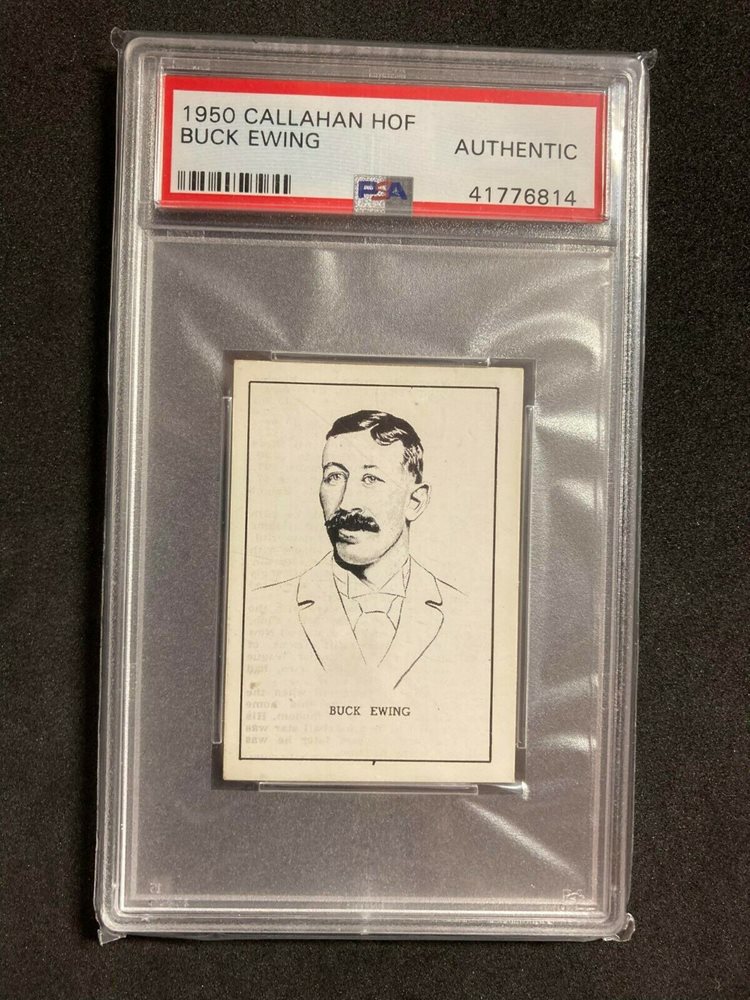 1950 CALLAHAN HOF
BUCK EWING
AUTHENTIC
PSA
41776814
BUCK EWING